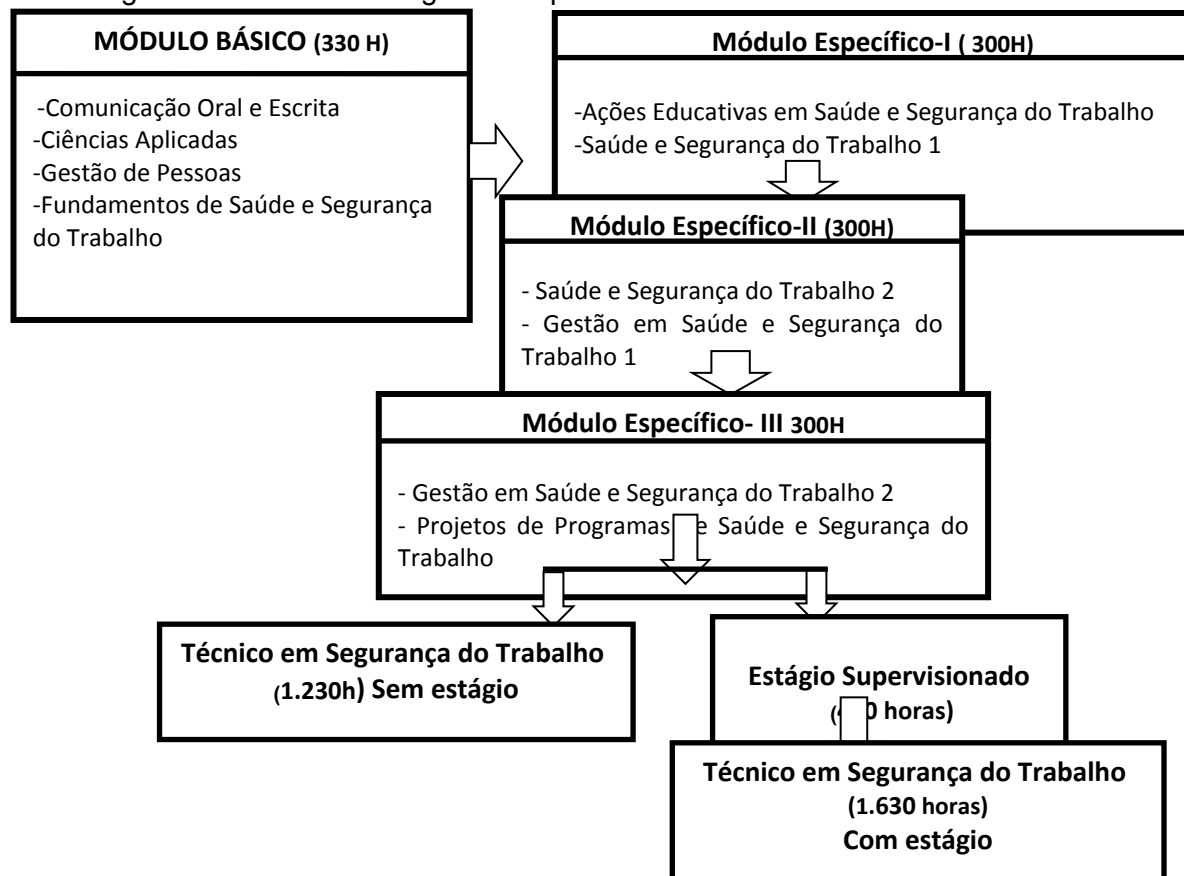 MÓDULO BÁSICO (330 H)
-Comunicação Oral e Escrita
-Ciências Aplicadas
-Gestão de Pessoas
-Fundamentos de Saúde e Segurança
do Trabalho
Módulo Específico-I ( 300H)
-Ações Educativas em Saúde e Segurança do Trabalho
-Saúde e Segurança do Trabalho 1
Módulo Específico-II (300H)
- Saúde e Segurança do Trabalho 2
- Gestão em Saúde e Segurança do
Trabalho 1
Módulo Específico- III 300H
- Gestão em Saúde e Segurança do Trabalho 2
- Projetos de Programas e Saúde e Segurança do
Trabalho
Técnico em Segurança do Trabalho
(1.230h) Sem estágio
Estágio Supervisionado
horas)
Técnico em Segurança do Trabalho
(1.630 horas)
Com estágio